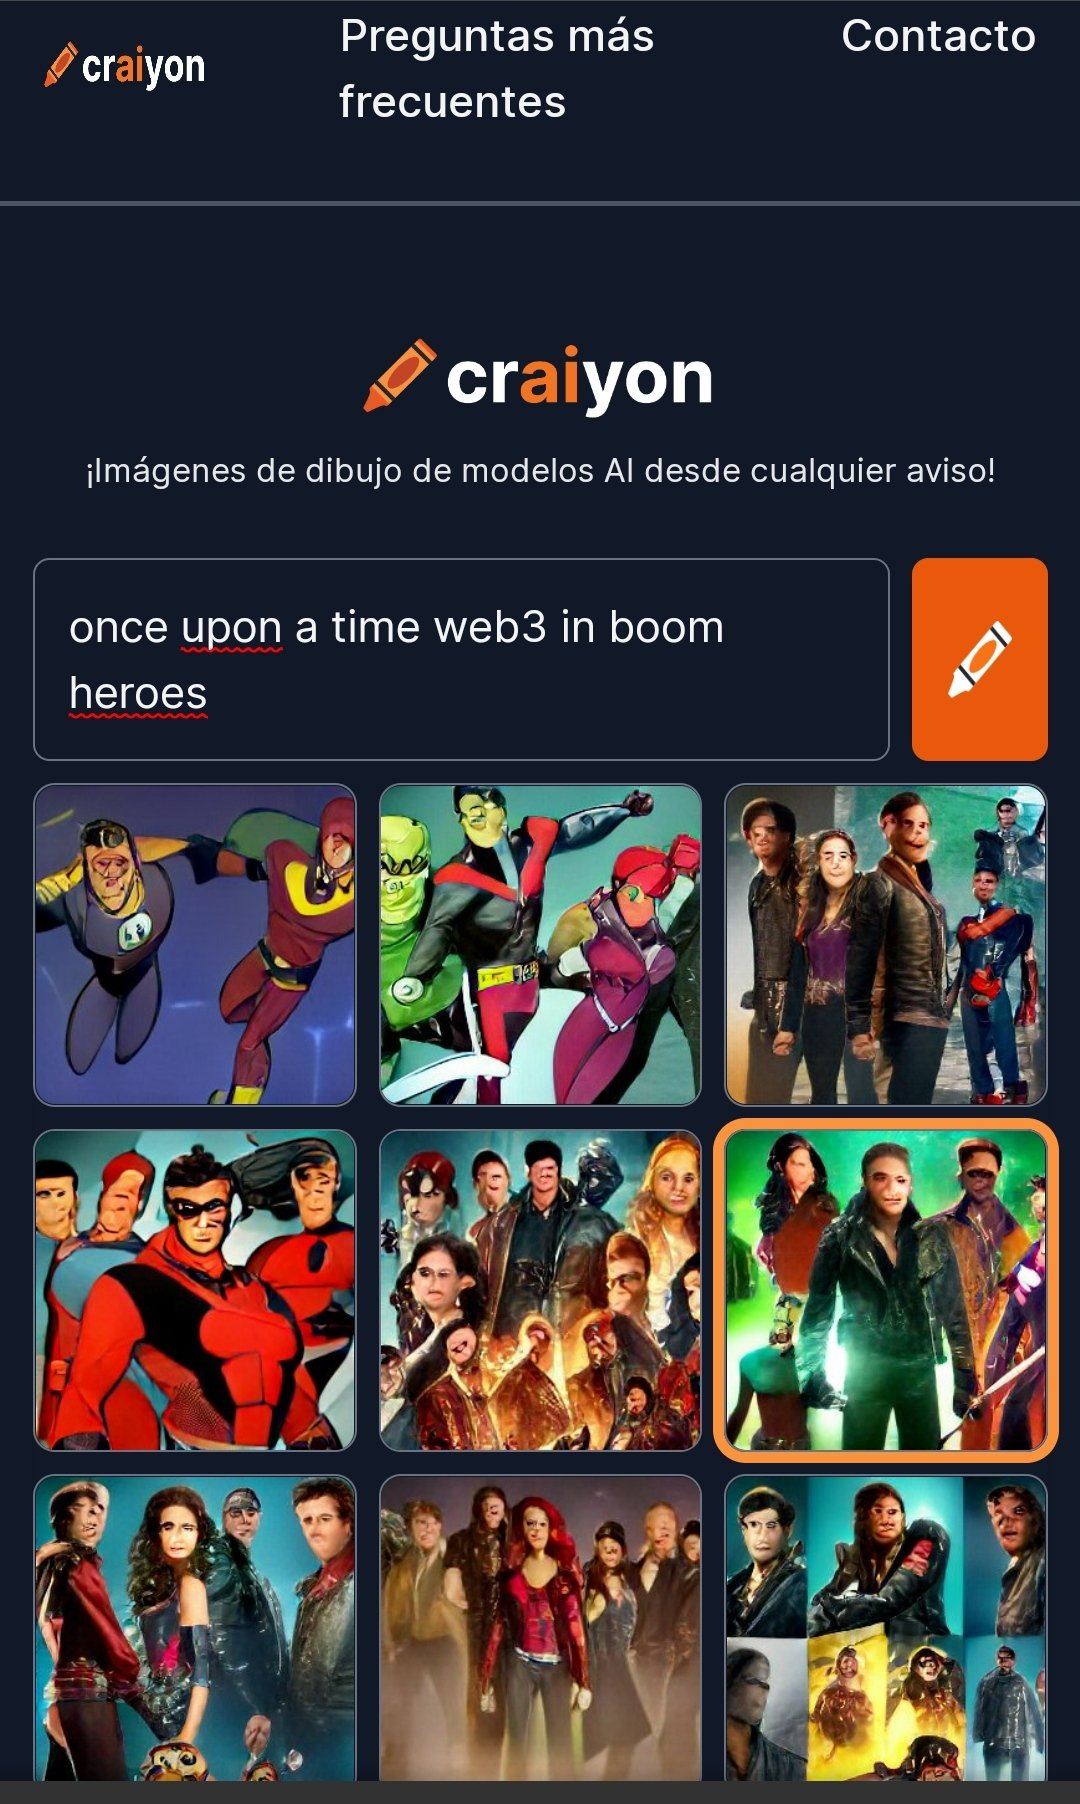 craiyon
Preguntas más
frecuentes
Contacto
craiyon
¡Imágenes de dibujo de modelos AI desde cualquier aviso!
once upon a time web3 in boom
heroes